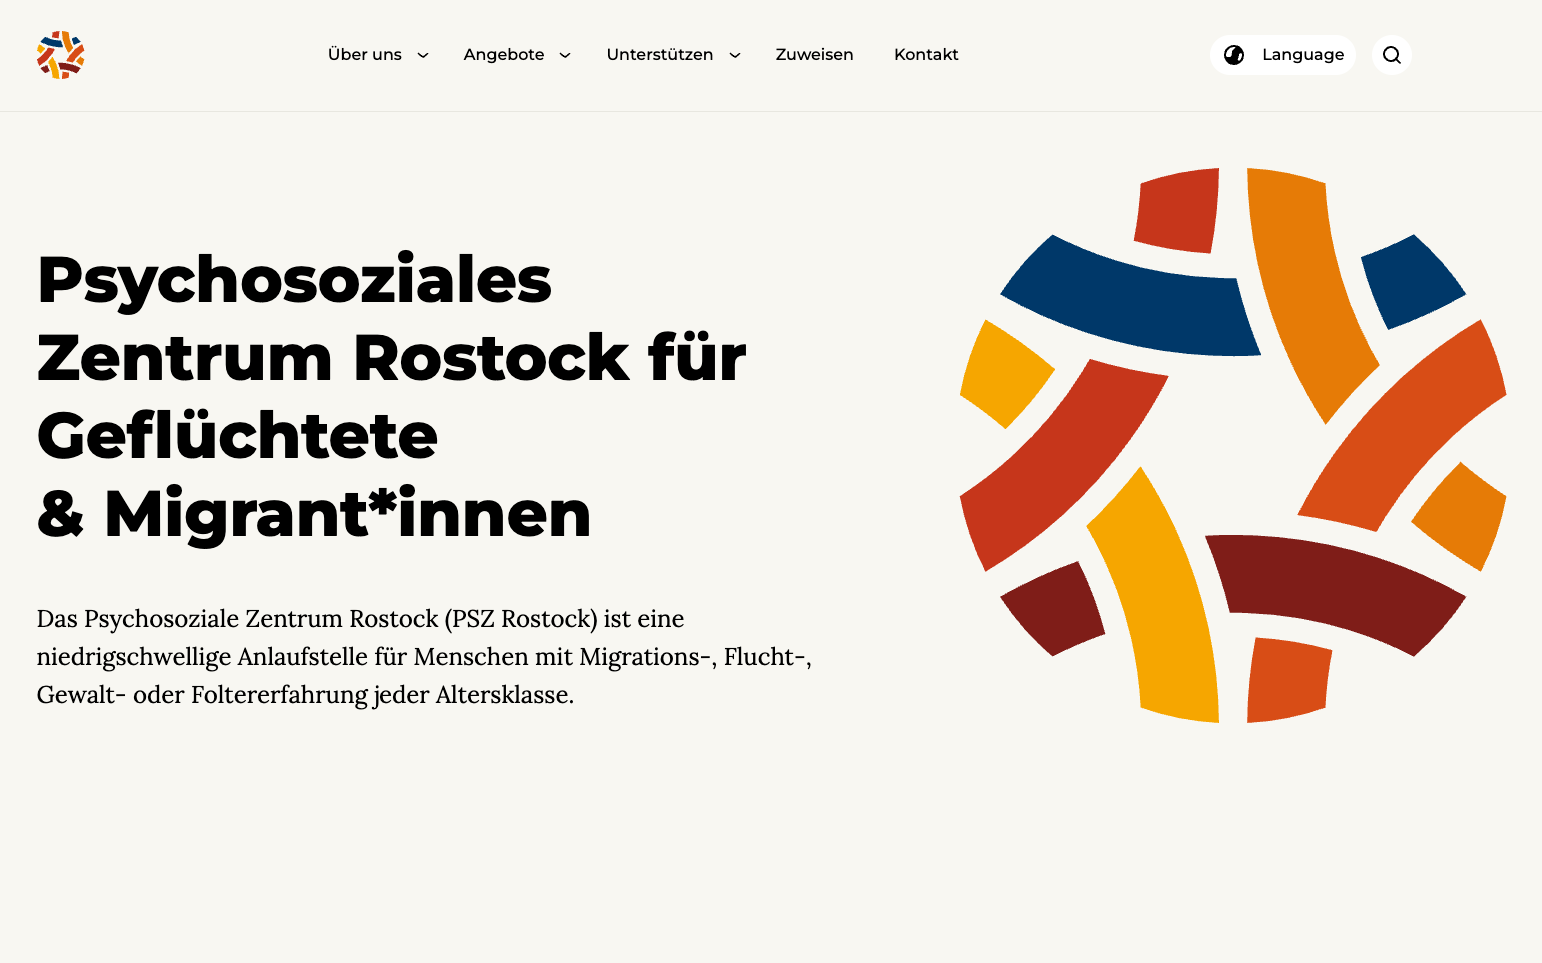 Über uns
Angebote
Unterstützen
Zuweisen
Kontakt
Language
Psychosoziales
Zentrum Rostock für
Geflüchtete
& Migrant*innen
Das Psychosoziale Zentrum Rostock (PSZ Rostock) ist eine
niedrigschwellige Anlaufstelle für Menschen mit Migrations-, Flucht-,
Gewalt- oder Foltererfahrung jeder Altersklasse.